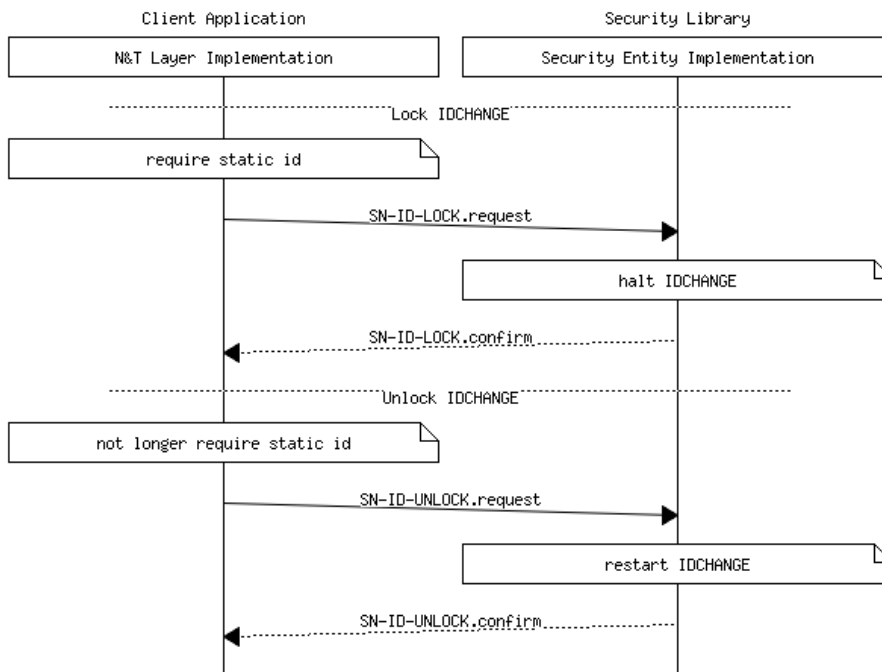 Client Application
Security Library
N&T Layer Implementation
Security Entity Implementation
Lock IDCHANGE
require static id
SN-ID-LOCK.request
halt IDCHANGE
SN-ID-LOCK.confirm
Unlock IDCHANGE
not longer require static id
SN-ID-UNLOCK.request
restart IDCHANGE
SN-ID-UNLOCK.confirm